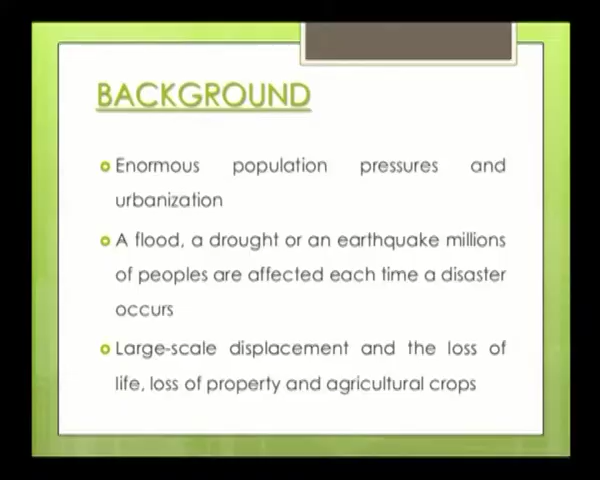 BACKGROUND
Enormous population pressures and
urbanization
A flood, a drought or an earthquake millions
of peoples are affected each time a disaster
occurs
Large-scale displacement and the loss of
life, loss of property and agricultural crops